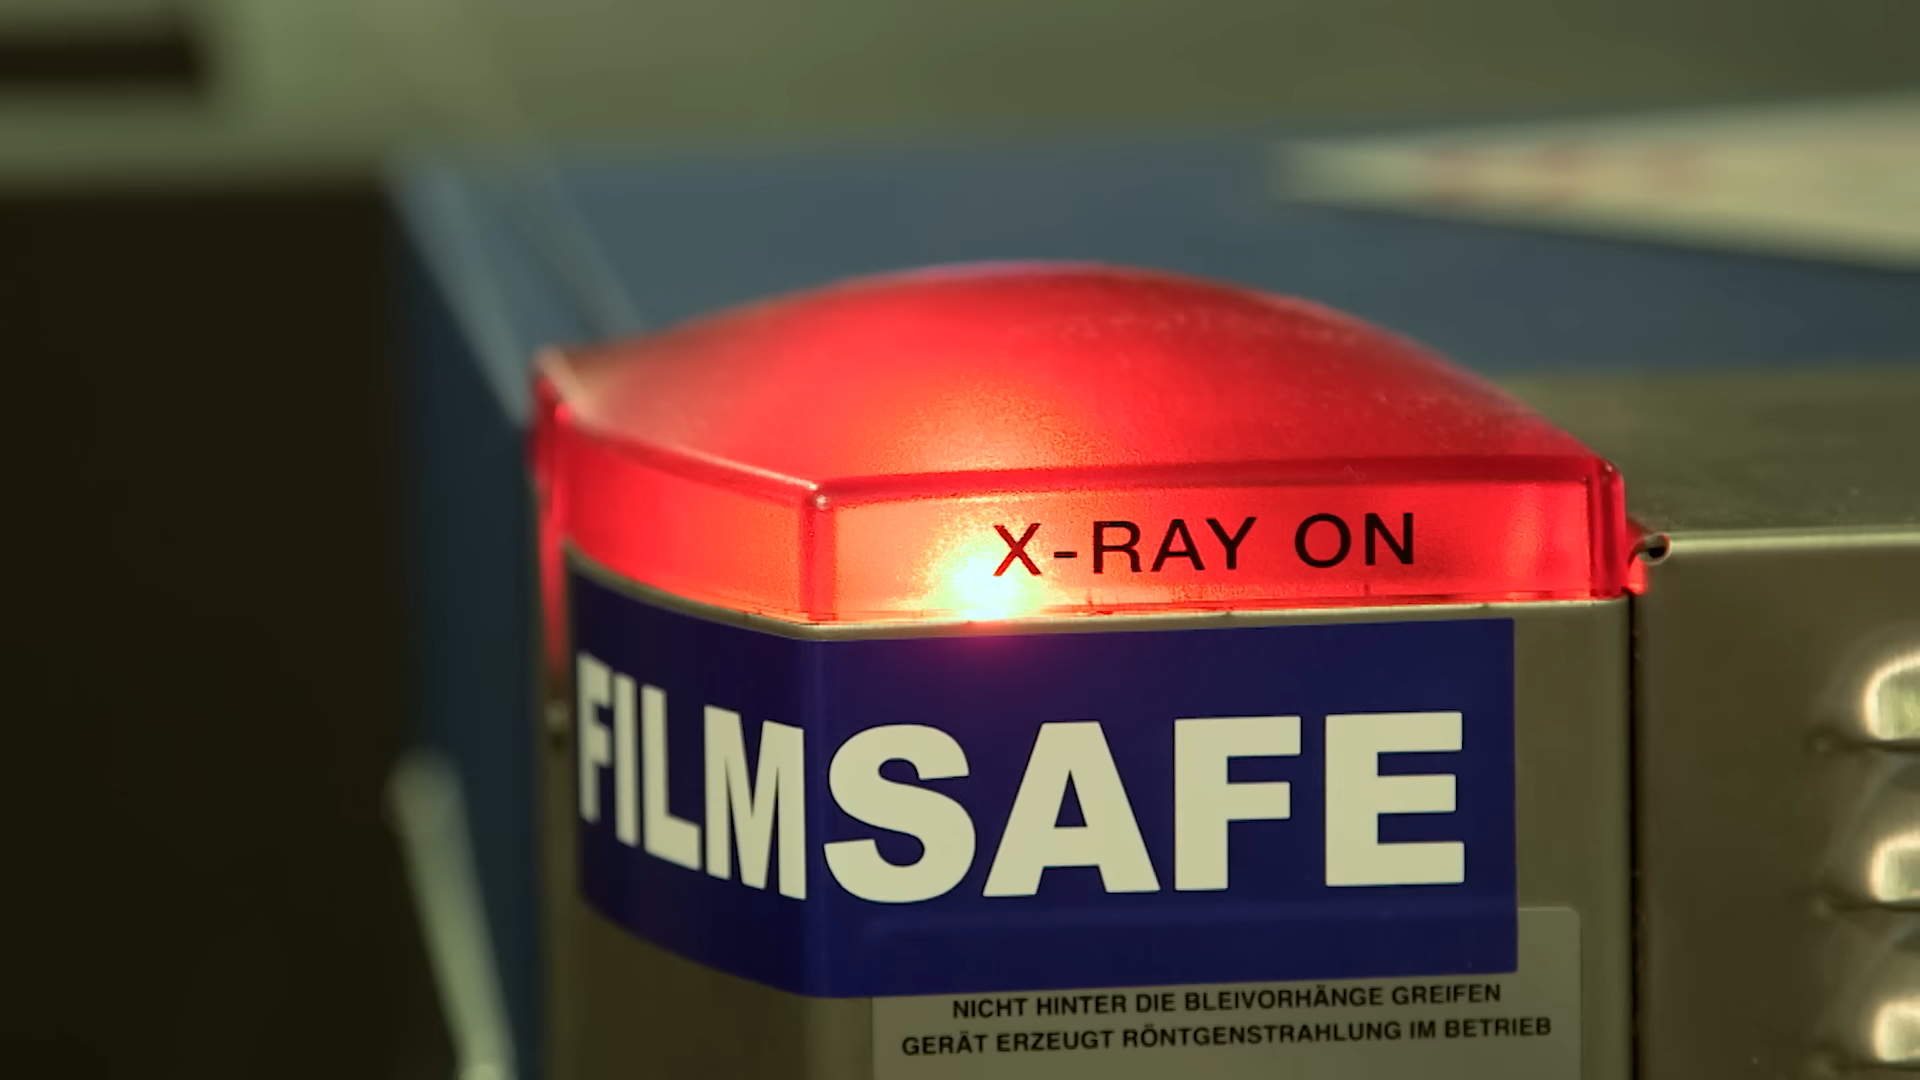 X-RAY ON
FILMSAFE
NICHT HINTER DIE BLEIVORHÄNGE GREIFEN
GERÄT ERZEUGT RÖNTGENSTRAHLUNG IM BETRIEB